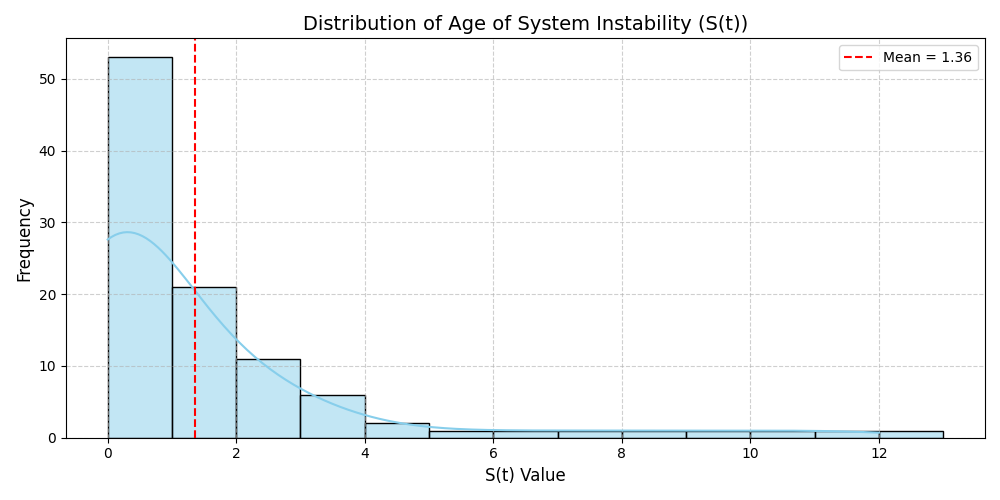 Distribution of Age of System Instability (S(t))
Mean = 1.36
Frequency
50
40
30
20
10
0
0 2 4 6 8 10 12
S(t) Value